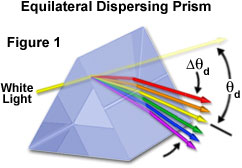 Equilateral Dispersing Prism
Figure 1
White
Light
Δθd
θd